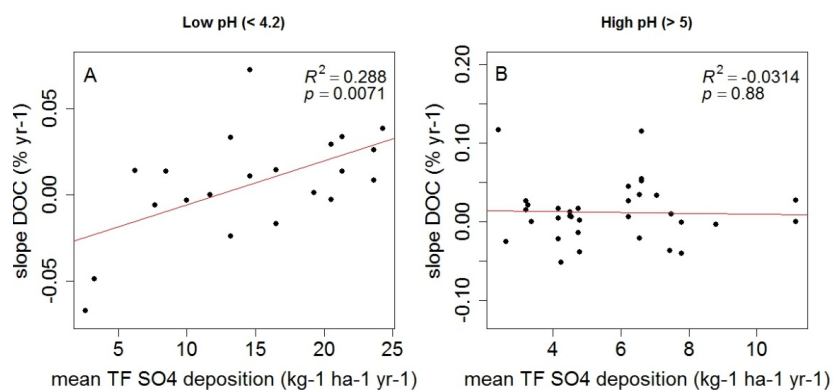 Low pH (< 4.2)
A
R² = 0.288
p = 0.0071
slope DOC (% yr-1)
0.05
0.00
-0.05
5 10 15 20 25
mean TF SO4 deposition (kg-1 ha-1 yr-1)
High pH (> 5)
B
R² = -0.0314
p = 0.88
slope DOC (% yr-1)
0.20
0.10
0.00
-0.10
4 6 8 10
mean TF SO4 deposition (kg-1 ha-1 yr-1)